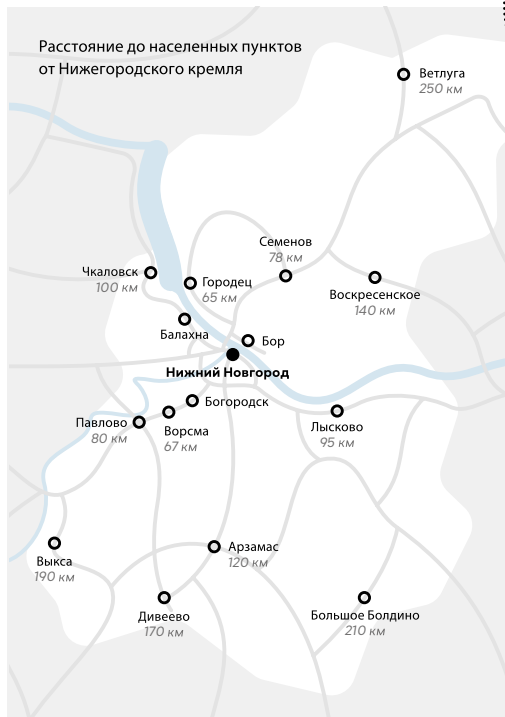 Расстояние до населенных пунктов
от Нижегородского кремля
Ветлуга
250 км
Семенов
78 км
Чкаловск
100 км
Городец
65 км
Воскресенское
140 км
Балахна
Бор
Нижний Новгород
Богородск
Павлово
80 км
Ворсма
67 км
Лысково
95 км
Выкса
190 км
Арзамас
120 км
Дивеево
170 км
Большое Болдино
210 км